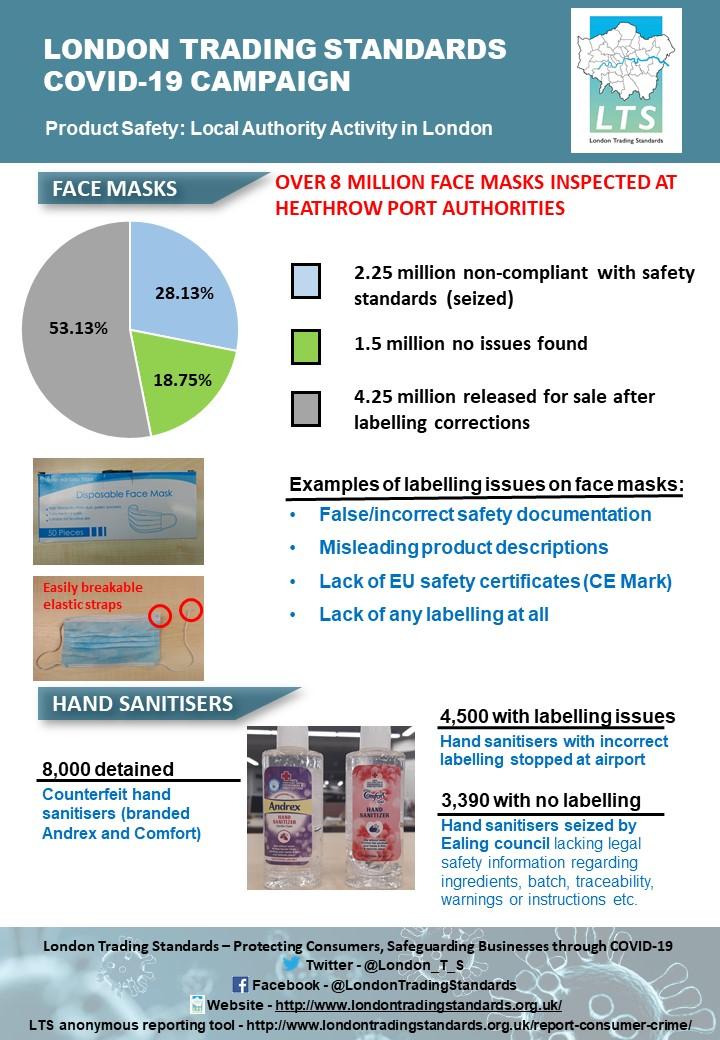 LONDON TRADING STANDARDS
COVID-19 CAMPAIGN
Product Safety: Local Authority Activity in London
LTS
London Trading Standards
FACE MASKS
OVER 8 MILLION FACE MASKS INSPECTED AT
HEATHROW PORT AUTHORITIES
28.13%
53.13%
18.75%
2.25 million non-compliant with safety
standards (seized)
1.5 million no issues found
4.25 million released for sale after
labelling corrections
Disposable Face Mask
50 Pieces
Easily breakable
elastic straps
Examples of labelling issues on face masks:
• False/incorrect safety documentation
• Misleading product descriptions
• Lack of EU safety certificates (CE Mark)
• Lack of any labelling at all
HAND SANITISERS
8,000 detained
Counterfeit hand
sanitisers (branded
Andrex and Comfort)
Andrex
HAND
SANITIZER
Comfort
HAND
SANITIZER
4,500 with labelling issues
Hand sanitisers with incorrect
labelling stopped at airport
3,390 with no labelling
Hand sanitisers seized by
Ealing council lacking legal
safety information regarding
ingredients, batch, traceability,
warnings or instructions etc.
London Trading Standards – Protecting Consumers, Safeguarding Businesses through COVID-19
Twitter - @London_T_S
Facebook - @LondonTradingStandards
Website - http://www.londontradingstandards.org.uk/
LTS anonymous reporting tool - http://www.londontradingstandards.org.uk/report-consumer-crime/